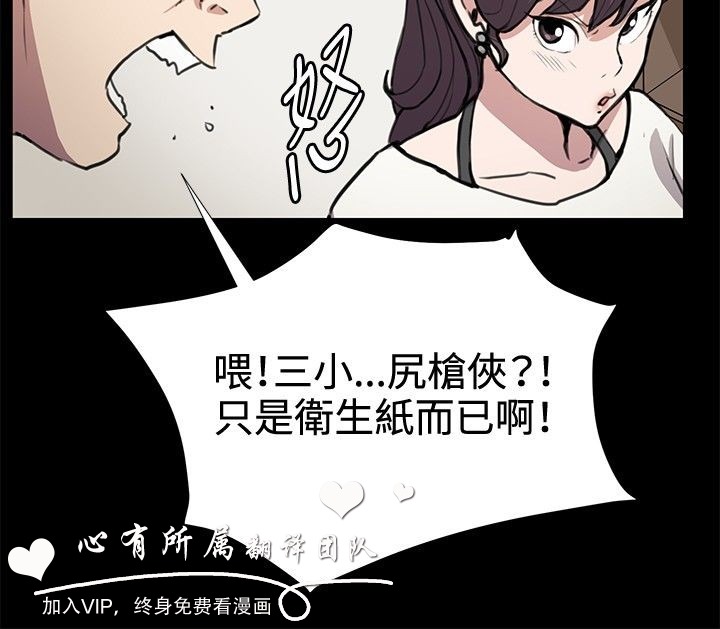 怒
喂！三小...尻槍俠？！
只是衛生紙而已啊！
心有所属翻译团队
加入VIP，终身免费看漫画